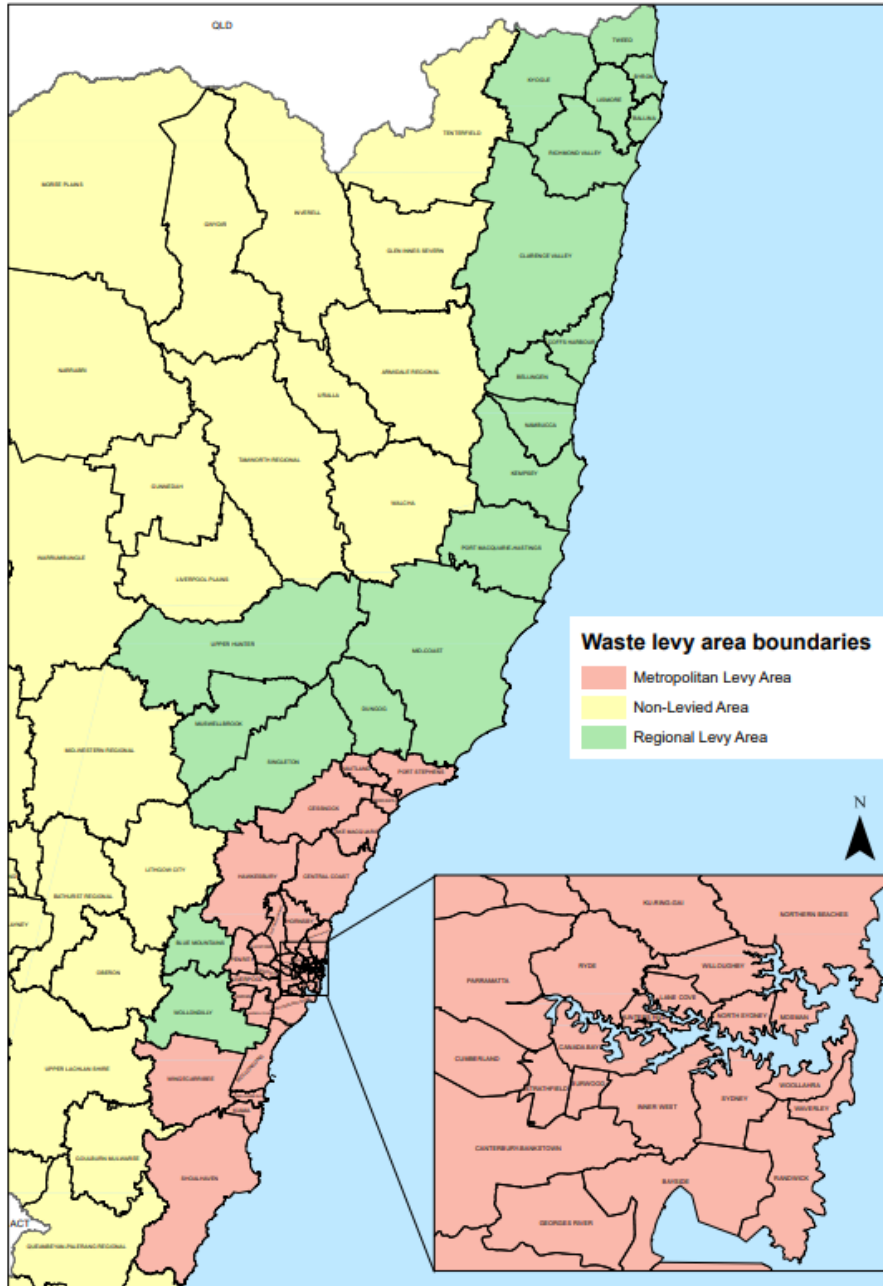 QLD
TWEED
KYOGLE
BYRON
LISMORE
BALLINA
TENTERFIELD
RICHMOND VALLEY
MOREE PLAINS
INVERELL
GWYDIR
GLEN INNES SEVERN
CLARENCE VALLEY
COFFS HARBOUR
NARRABRI
ARMIDALE REGIONAL
BELLINGEN
URALLA
NAMBUCCA
TAMWORTH REGIONAL
GUNNEDAH
KEMPSEY
WALCHA
PORT MACQUARIE-HASTINGS
WARRUMBUNGLE
LIVERPOOL PLAINS
UPPER HUNTER
MID-COAST
Waste levy area boundaries
Metropolitan Levy Area
Non-Levied Area
Regional Levy Area
DUNGOG
MUSWELLBROOK
MID-WESTERN REGIONAL
SINGLETON
MAITLAND
PORT STEPHENS
CESSNOCK
LAKE MACQUARIE
N
LITHGOW CITY
HAWKESBURY
CENTRAL COAST
BATHURST REGIONAL
HORNSBY
BLUE MOUNTAINS
OBERON
WOLLONDILLY
UPPER LACHLAN SHIRE
WINGECARRIBEE
GOULBURN MULWAREE
SHOALHAVEN
ACT
QUEANBEYAN-PALERANG REGIONAL
KU-RING-GAI
NORTHERN BEACHES
RYDE
WILLOUGHBY
PARRAMATTA
LANE COVE
NORTH SYDNEY
MOSMAN
CANADA BAY
CUMBERLAND
STRATHFIELD
BURWOOD
INNER WEST
SYDNEY
WOOLLAHRA
WAVERLEY
CANTERBURY-BANKSTOWN
BAYSIDE
RANDWICK
GEORGES RIVER